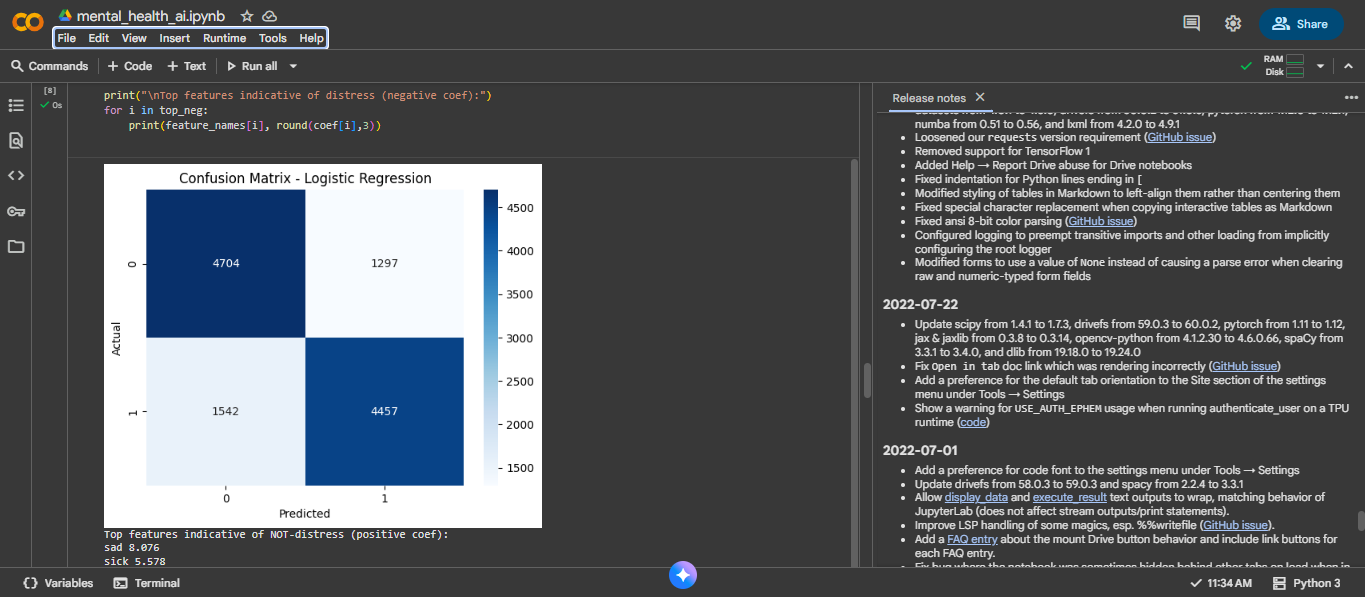 mental_health_ai.ipynb
File Edit View Insert Runtime Tools Help
Share
Commands + Code + Text Run all
RAM
Disk
[8]
0s
print("\nTop features indicative of distress (negative coef):")
for i in top_neg:
print(feature_names[i], round(coef[i],3))
Confusion Matrix - Logistic Regression
4704 1297
1542 4457
0
1
Actual
0 1
Predicted
4500
4000
3500
3000
2500
2000
1500
Top features indicative of NOT-distress (positive coef):
sad 8.076
sick 5.578
Release notes
numba from 0.51 to 0.56, and lxml from 4.2.0 to 4.9.1
Loosened our requests version requirement (GitHub issue)
Removed support for TensorFlow 1
Added Help → Report Drive abuse for Drive notebooks
Fixed indentation for Python lines ending in [
Modified styling of tables in Markdown to left-align them rather than centering them
Fixed special character replacement when copying interactive tables as Markdown
Fixed ansi 8-bit color parsing (GitHub issue)
Configured logging to preempt transitive imports and other loading from implicitly
configuring the root logger
Modified forms to use a value of None instead of causing a parse error when clearing
raw and numeric-typed form fields
2022-07-22
Update scipy from 1.4.1 to 1.7.3, drivefs from 59.0.3 to 60.0.2, pytorch from 1.11 to 1.12,
jax & jaxlib from 0.3.8 to 0.3.14, opencv-python from 4.1.2.30 to 4.6.0.66, spaCy from
3.3.1 to 3.4.0, and dlib from 19.18.0 to 19.24.0
Fix Open in tab doc link which was rendering incorrectly (GitHub issue)
Add a preference for the default tab orientation to the Site section of the settings
menu under Tools → Settings
Show a warning for USE_AUTH_EPHEM usage when running authenticate_user on a TPU
runtime (code)
2022-07-01
Add a preference for code font to the settings menu under Tools → Settings
Update drivefs from 58.0.3 to 59.0.3 and spacy from 2.2.4 to 3.3.1
Allow display_data and execute_result text outputs to wrap, matching behavior of
JupyterLab (does not affect stream outputs/print statements).
Improve LSP handling of some magics, esp. %%writefile (GitHub issue).
Add a FAQ entry about the mount Drive button behavior and include link buttons for
each FAQ entry.
Fix bug where the notebook was sometimes hidden behind other tabs on load when in
Variables Terminal
11:34 AM Python 3